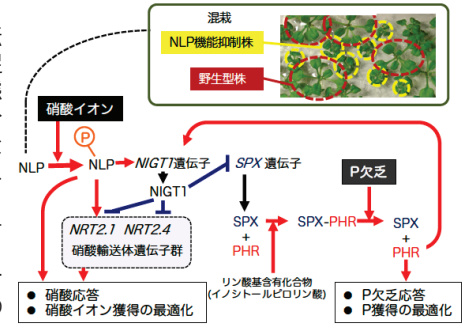 混栽
NLP機能抑制株
野生型株
硝酸イオン
P
NLP
NLP
NIGT1遺伝子
SPX 遺伝子
NIGT1
P欠乏
NRT2.1 NRT2.4
硝酸輸送体遺伝子群
SPX
+
PHR
SPX-PHR
SPX
+
PHR
リン酸基含有化合物
(イノシトールピロリン酸)
● 硝酸応答
● 硝酸イオン獲得の最適化
● P欠乏応答
● P獲得の最適化